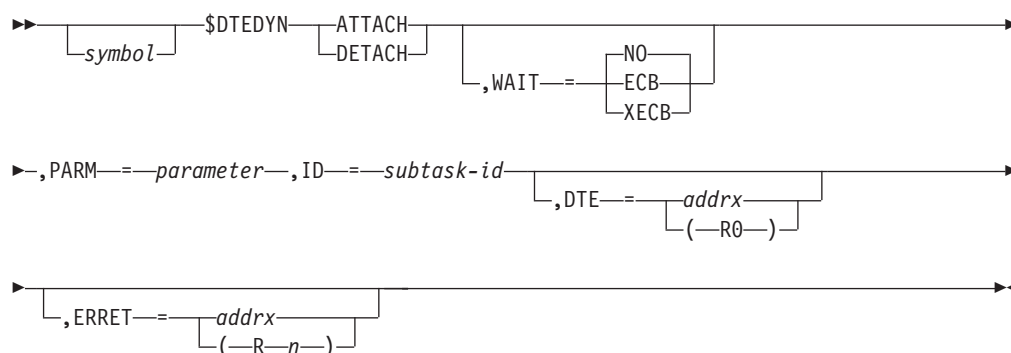 $DTEDYN ATTACH
symbol DETACH NO
,WAIT = ECB
XECB
,PARM = parameter ,ID = subtask-id
,DTE = addrx
( R0 )
,ERRET = addrx
( R n )